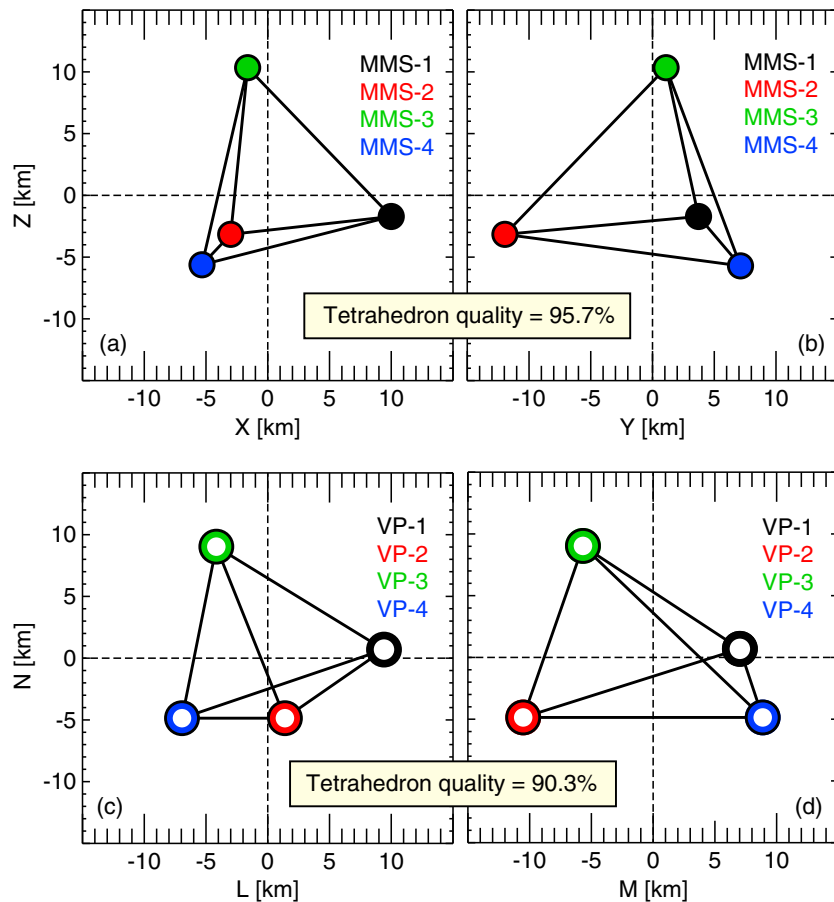 MMS-1
MMS-2
MMS-3
MMS-4
MMS-1
MMS-2
MMS-3
MMS-4
10
5
0
-5
-10
Z [km]
(a)
(b)
Tetrahedron quality = 95.7%
-10 -5 0 5 10
-10 -5 0 5 10
X [km]
Y [km]
VP-1
VP-2
VP-3
VP-4
VP-1
VP-2
VP-3
VP-4
10
5
0
-5
-10
N [km]
(c)
(d)
Tetrahedron quality = 90.3%
-10 -5 0 5 10
-10 -5 0 5 10
L [km]
M [km]